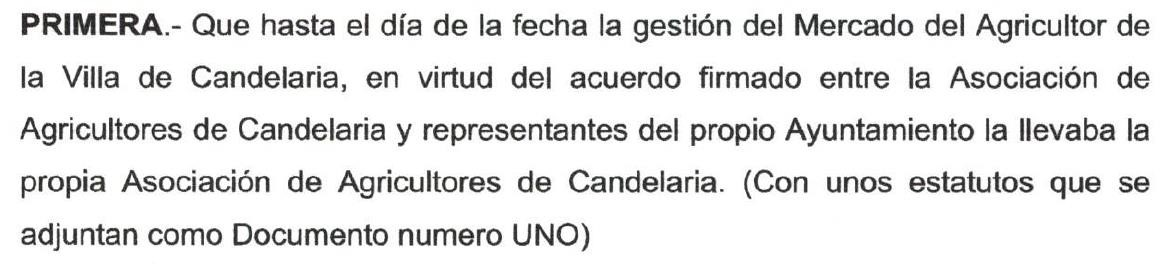 PRIMERA.- Que hasta el día de la fecha la gestión del Mercado del Agricultor de
la Villa de Candelaria, en virtud del acuerdo firmado entre la Asociación de
Agricultores de Candelaria y representantes del propio Ayuntamiento la llevaba la
propia Asociación de Agricultores de Candelaria. (Con unos estatutos que se
adjuntan como Documento numero UNO)